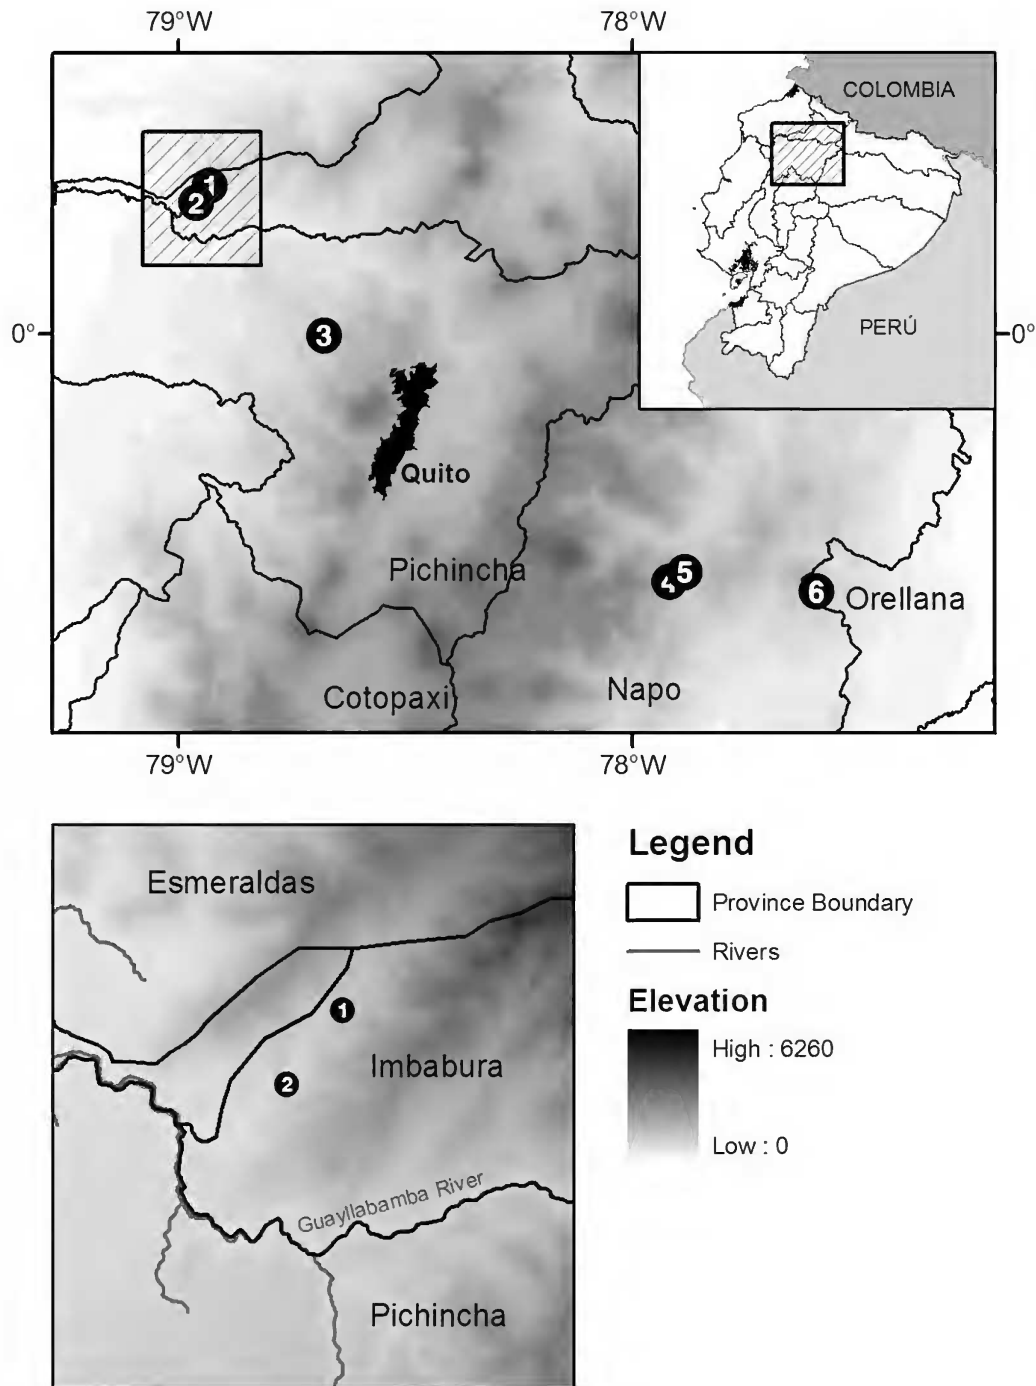 79°W 78°W
COLOMBIA
1
2
0° 3 PERÚ 0°
Quito
Pichincha 4 5 6 Orellana
Cotopaxi Napo
79°W 78°W
Esmeraldas
1
Imbabura
2
Guayllabamba River
Pichincha
Legend
Province Boundary
Rivers
Elevation
High : 6260
Low : 0